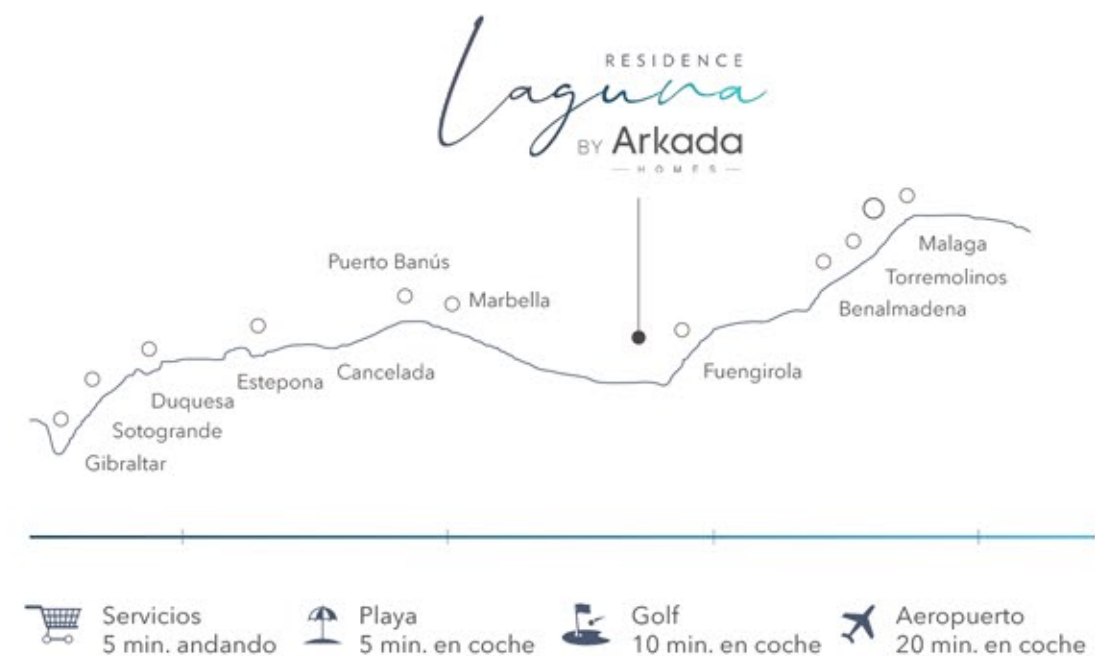 RESIDENCE
Laguna
BY Arkada
HOMES
Puerto Banús
Marbella
Malaga
Torremolinos
Benalmadena
Fuengirola
Cancelada
Estepona
Duquesa
Sotogrande
Gibraltar
Servicios
5 min. andando
Playa
5 min. en coche
Golf
10 min. en coche
Aeropuerto
20 min. en coche